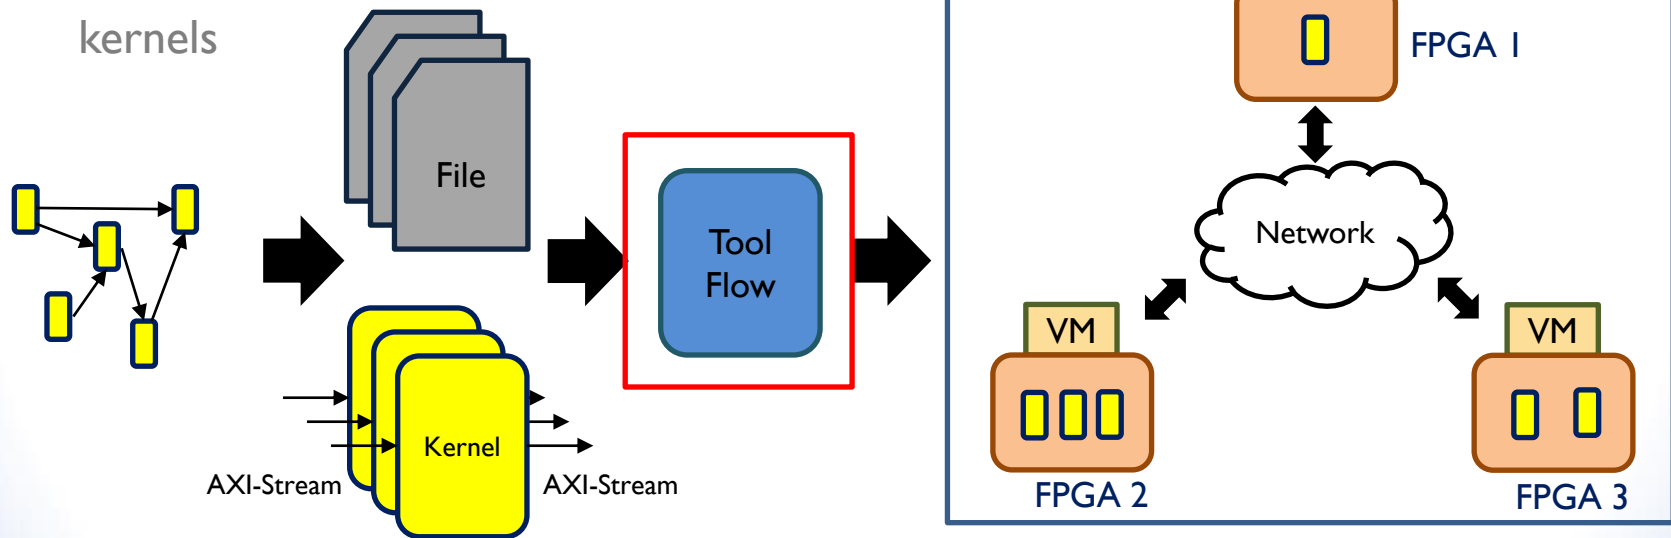 kernels
File
Kernel
AXI-Stream
AXI-Stream
Tool
Flow
FPGA 1
Network
VM
VM
FPGA 2
FPGA 3